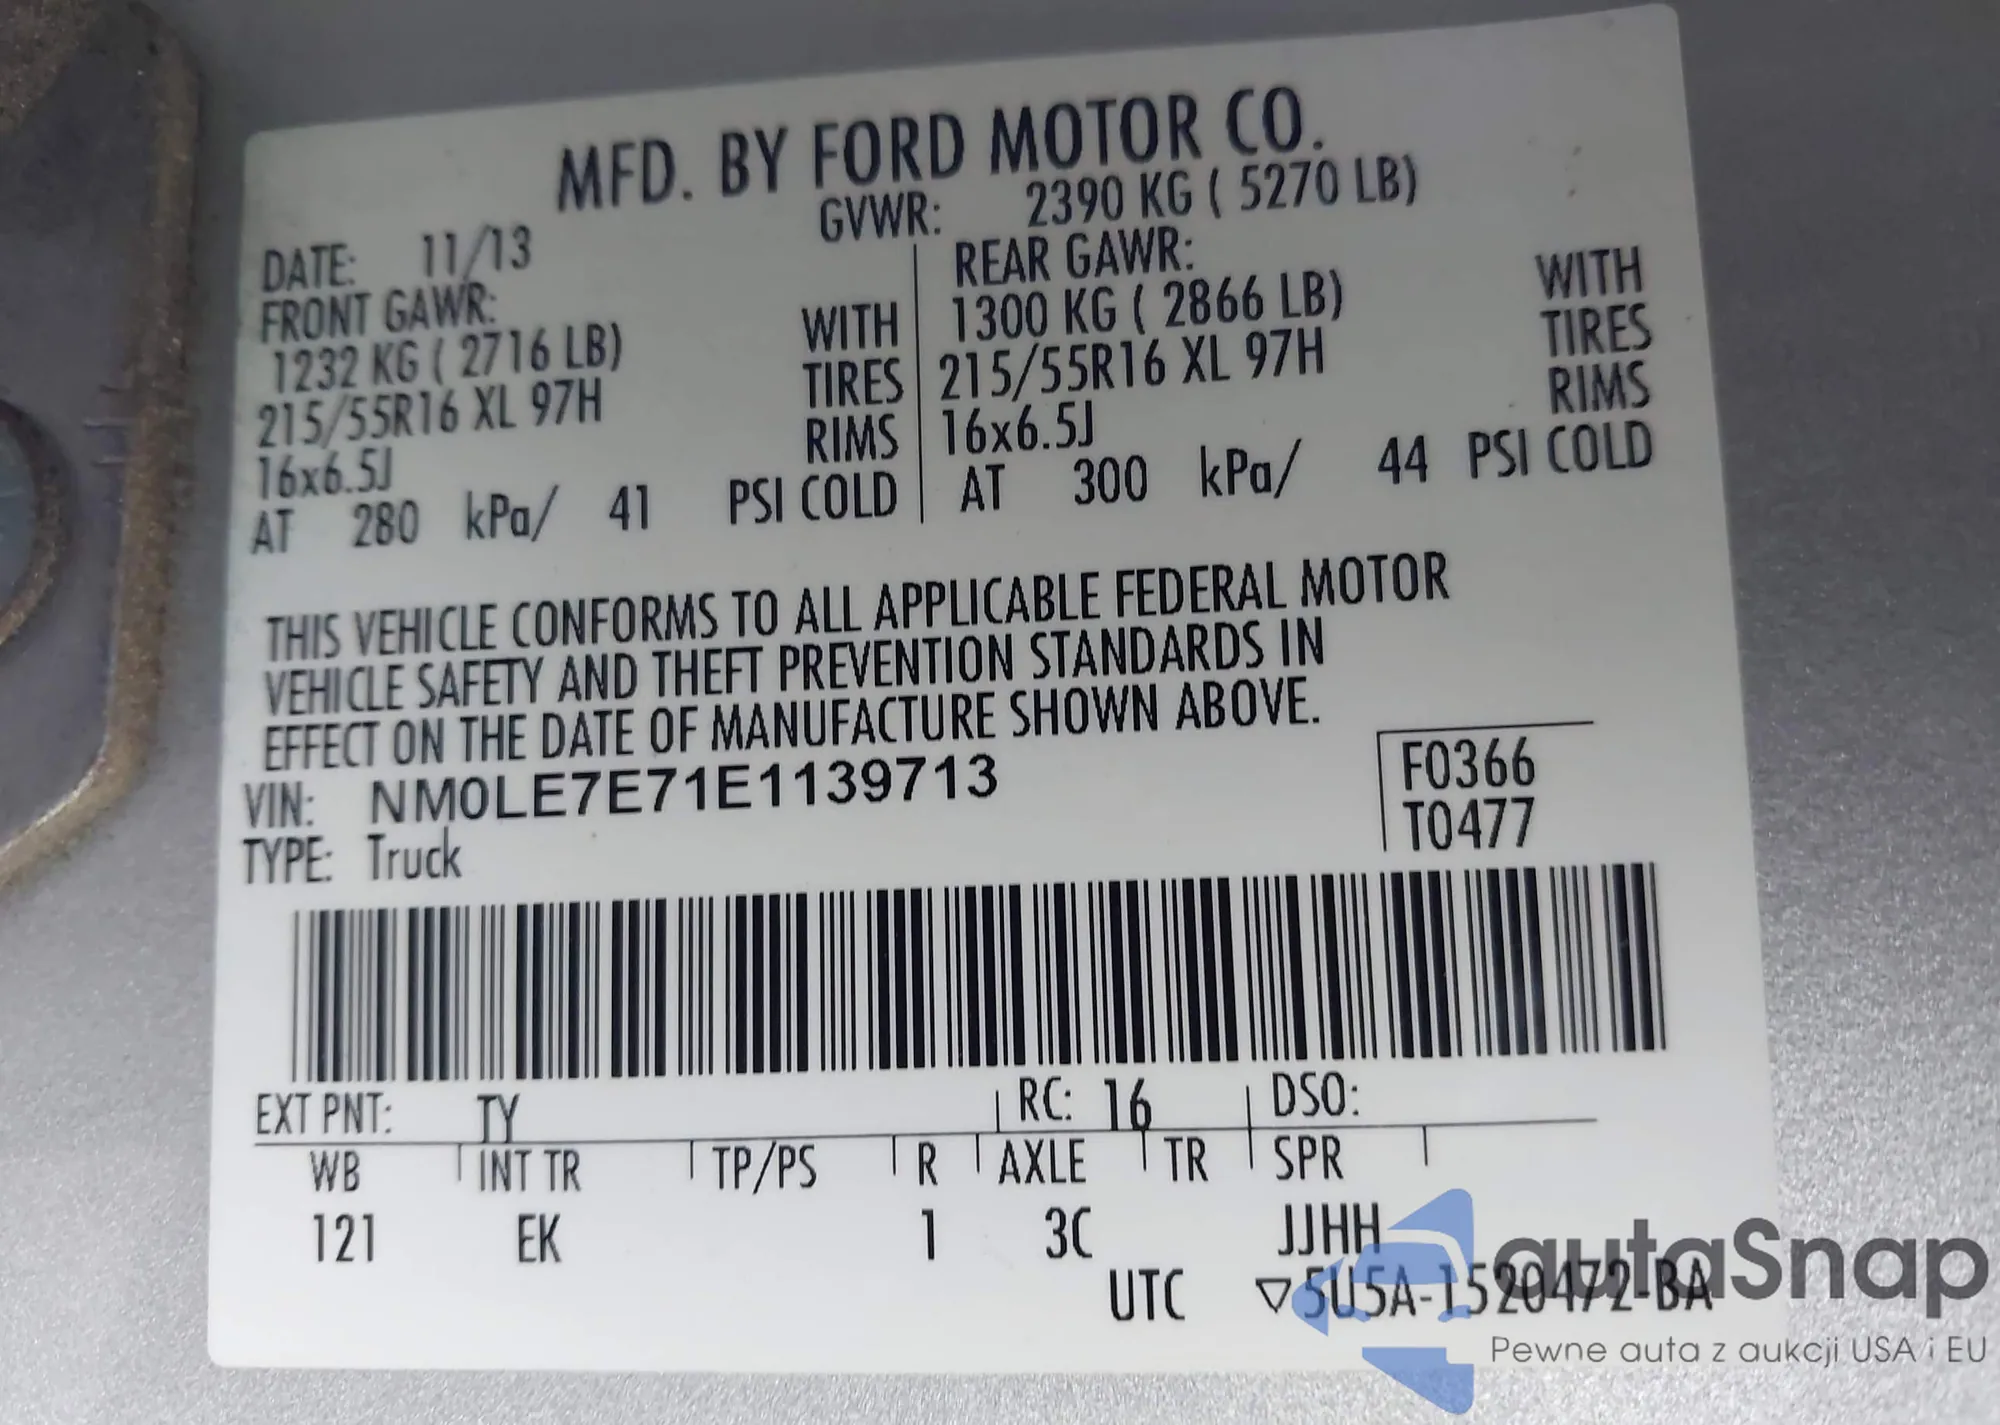 MFD. BY FORD MOTOR CO.
DATE: 11/13 GVWR: 2390 KG ( 5270 LB)
FRONT GAWR: REAR GAWR:
1232 KG ( 2716 LB) WITH 1300 KG ( 2866 LB) WITH
215/55R16 XL 97H TIRES 215/55R16 XL 97H TIRES
16x6.5J RIMS 16x6.5J RIMS
AT 280 kPa/ 41 PSI COLD AT 300 kPa/ 44 PSI COLD
THIS VEHICLE CONFORMS TO ALL APPLICABLE FEDERAL MOTOR
VEHICLE SAFETY AND THEFT PREVENTION STANDARDS IN
EFFECT ON THE DATE OF MANUFACTURE SHOWN ABOVE.
VIN: NM0LE7E71E1139713 F0366
TYPE: Truck T0477
EXT PNT: TY RC: 16 DSO:
WB INT TR TP/PS R AXLE TR SPR
121 EK 1 3C JJHH
UTC ▽5U5A-1520472-BA
autaSnap
Pewne auta z aukcji USA i EU